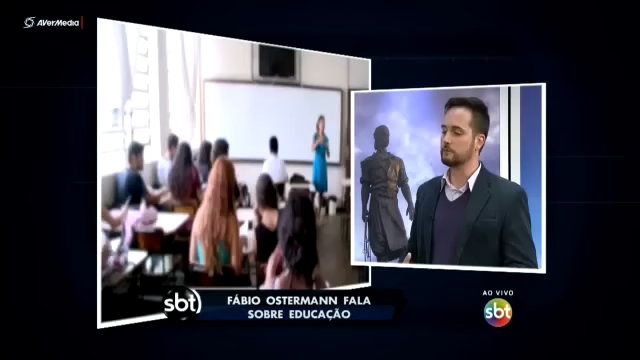 AVerMedia
sbt
FÁBIO OSTERMANN FALA
SOBRE EDUCAÇÃO
AO VIVO
sbt